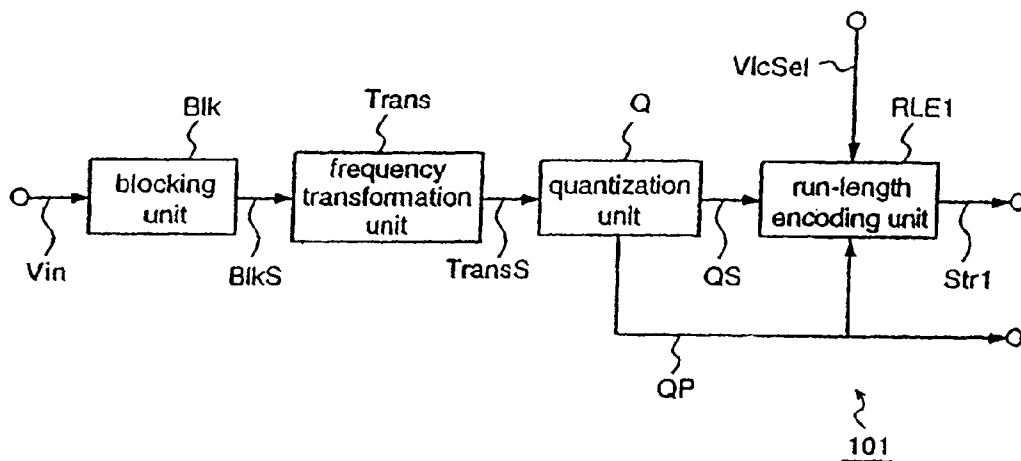 VlcSel
Blk
Trans
Q
RLE1
blocking
unit
frequency
transformation
unit
quantization
unit
run-length
encoding unit
Vin
BlkS
TransS
QS
Str1
QP
101